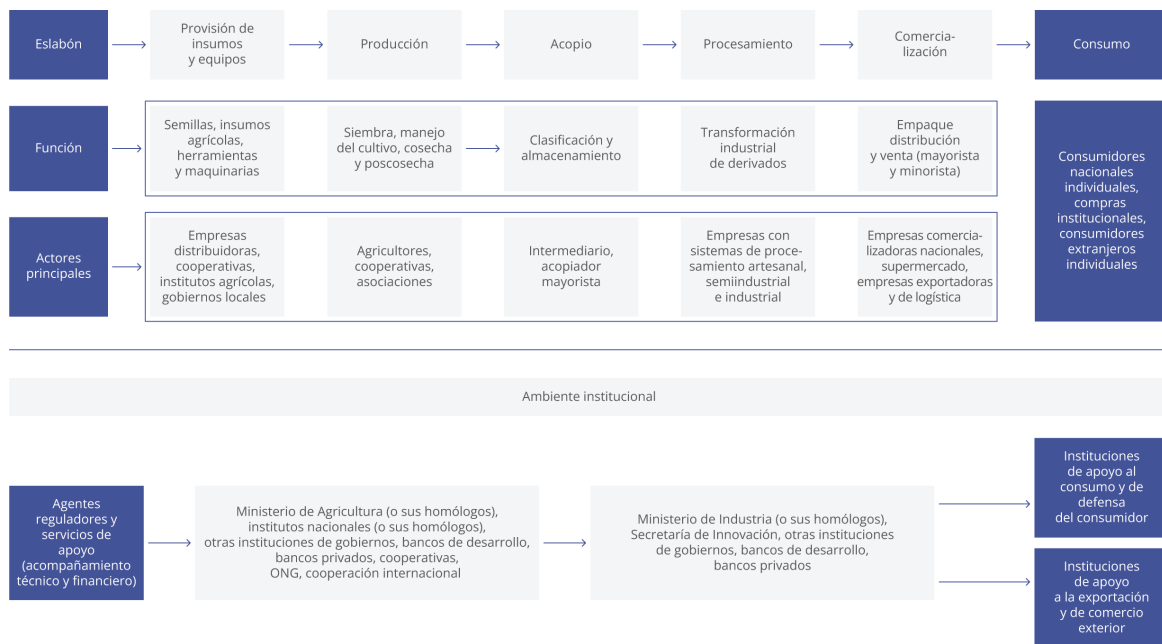 Eslabón
Provisión de
insumos
y equipos
Producción
Acopio
Procesamiento
Comercia-
lización
Consumo
Función
Semillas, insumos
agrícolas,
herramientas
y maquinarias
Siembra, manejo
del cultivo, cosecha
y poscosecha
Clasificación y
almacenamiento
Transformación
industrial
de derivados
Empaque
distribución
y venta (mayorista
y minorista)
Consumidores
nacionales
individuales,
compras
institucionales,
consumidores
extranjeros
individuales
Actores
principales
Empresas
distribuidoras,
cooperativas,
institutos agrícolas,
gobiernos locales
Agricultores,
cooperativas,
asociaciones
Intermediario,
acopiador
mayorista
Empresas con
sistemas de proce-
samiento artesanal,
semiindustrial
e industrial
Empresas comercia-
lizadoras nacionales,
supermercado,
empresas exportadoras
y de logística
Ambiente institucional
Agentes
reguladores y
servicios de
apoyo
(acompañamiento
técnico y financiero)
Ministerio de Agricultura (o sus homólogos),
institutos nacionales (o sus homólogos),
otras instituciones de gobiernos, bancos de desarrollo,
bancos privados, cooperativas,
ONG, cooperación internacional
Ministerio de Industria (o sus homólogos),
Secretaría de Innovación, otras instituciones
de gobiernos, bancos de desarrollo,
bancos privados
Instituciones
de apoyo al
consumo y de
defensa
del consumidor
Instituciones
de apoyo
a la exportación
y de comercio
exterior